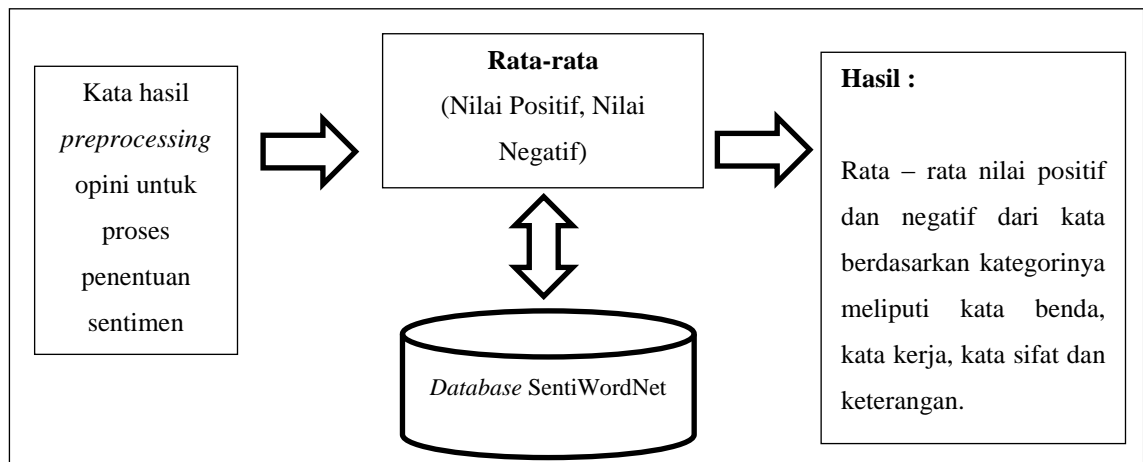 Kata hasil
preprocessing
opini untuk
proses
penentuan
sentimen
Rata-rata
(Nilai Positif, Nilai
Negatif)
Database SentiWordNet
Hasil :
Rata – rata nilai positif
dan negatif dari kata
berdasarkan kategorinya
meliputi kata benda,
kata kerja, kata sifat dan
keterangan.